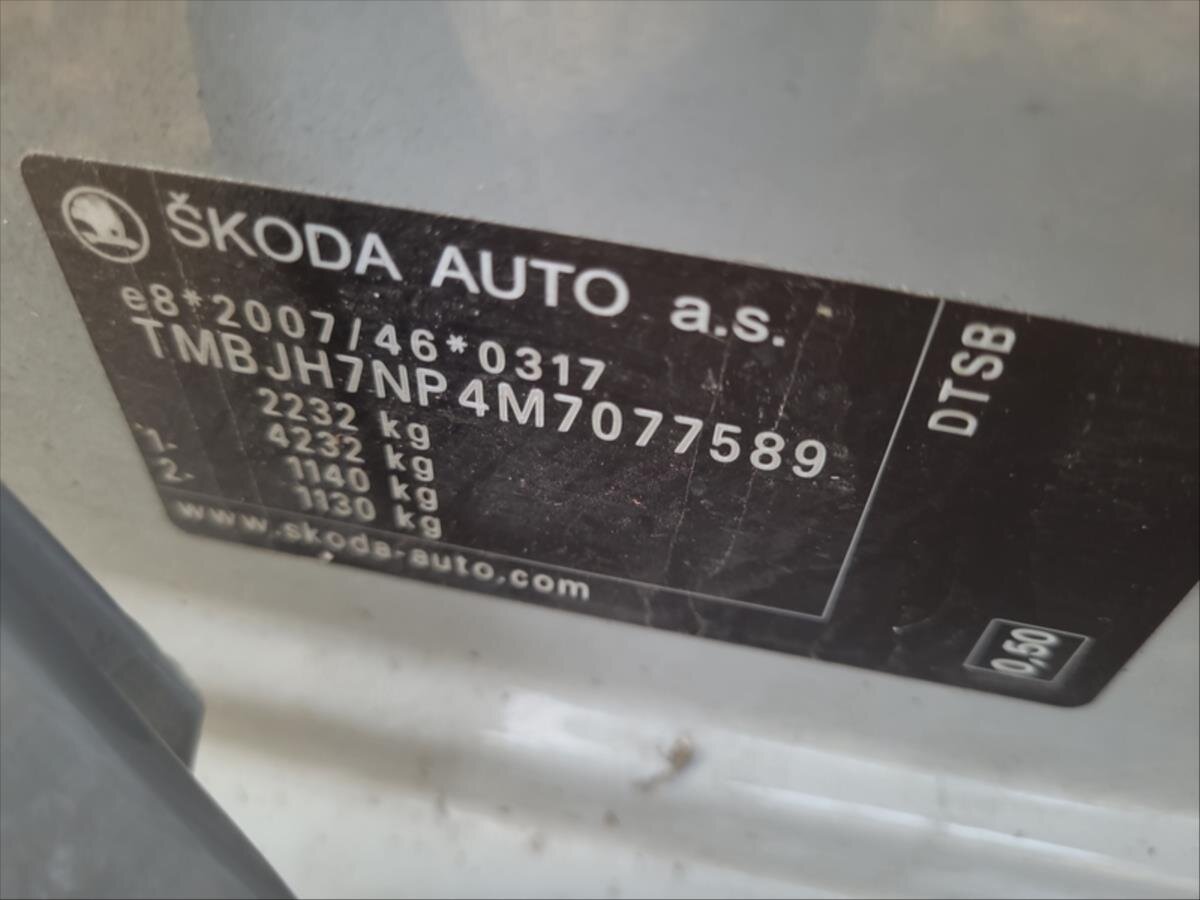 ŠKODA AUTO a.s.
e8*2007/46*0317
TMBJH7NP4M7077589
2232 kg
4232 kg
1- 1140 kg
2- 1130 kg
www.skoda-auto.com
DTSB
0,50